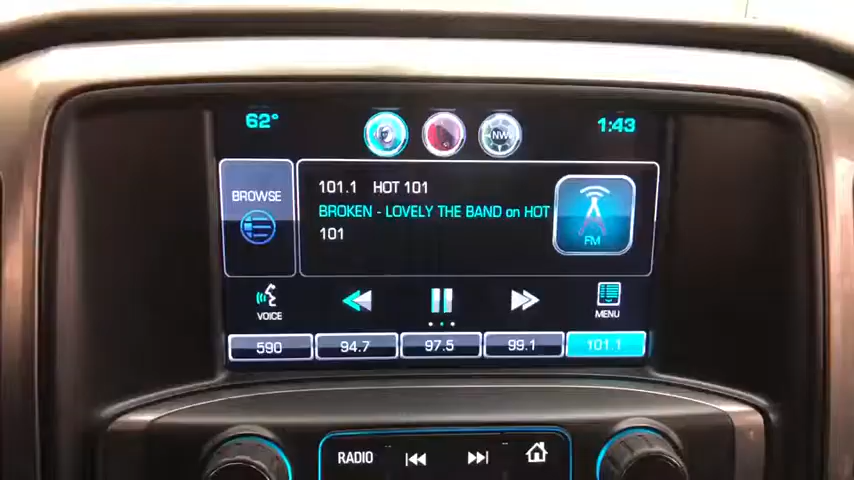 62°
NW
1:43
BROWSE
101.1 HOT 101
BROKEN - LOVELY THE BAND on HOT
101
FM
VOICE
MENU
590
94.7
97.5
99.1
101.1
RADIO